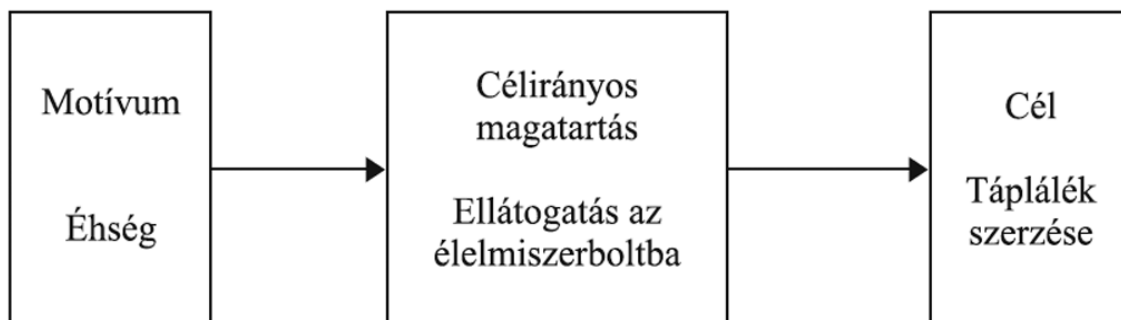 Motívum
Éhség
Célirányos
magatartás
Ellátogatás az
élelmiszerboltba
Cél
Táplálék
szerzése